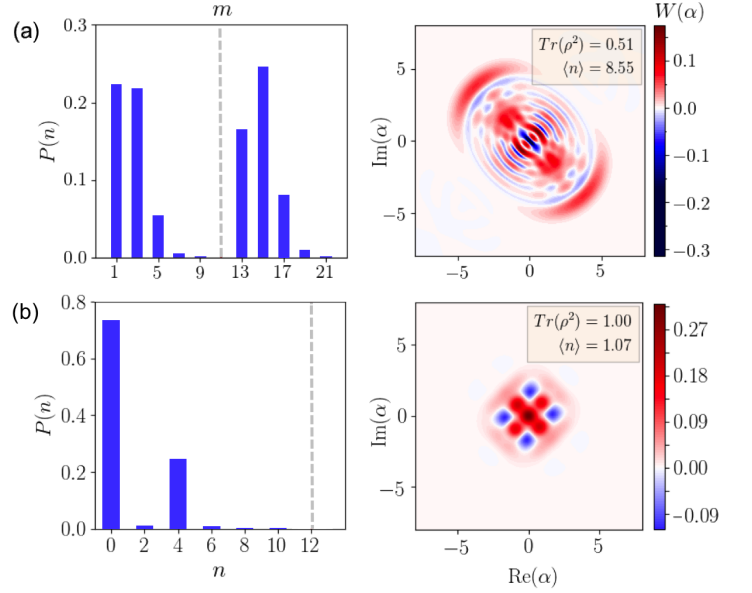 m
W(α)
(a)
0.3
0.2
0.1
0.0
P(n)
1 5 9 13 17 21
Tr(ρ²) = 0.51
⟨n⟩ = 8.55
5
0
−5
Im(α)
−5 0 5
0.1
0.0
−0.1
−0.2
−0.3
(b)
0.8
0.6
0.4
0.2
0.0
P(n)
0 2 4 6 8 10 12
n
Tr(ρ²) = 1.00
⟨n⟩ = 1.07
5
0
−5
Im(α)
−5 0 5
Re(α)
0.27
0.18
0.09
0.00
−0.09